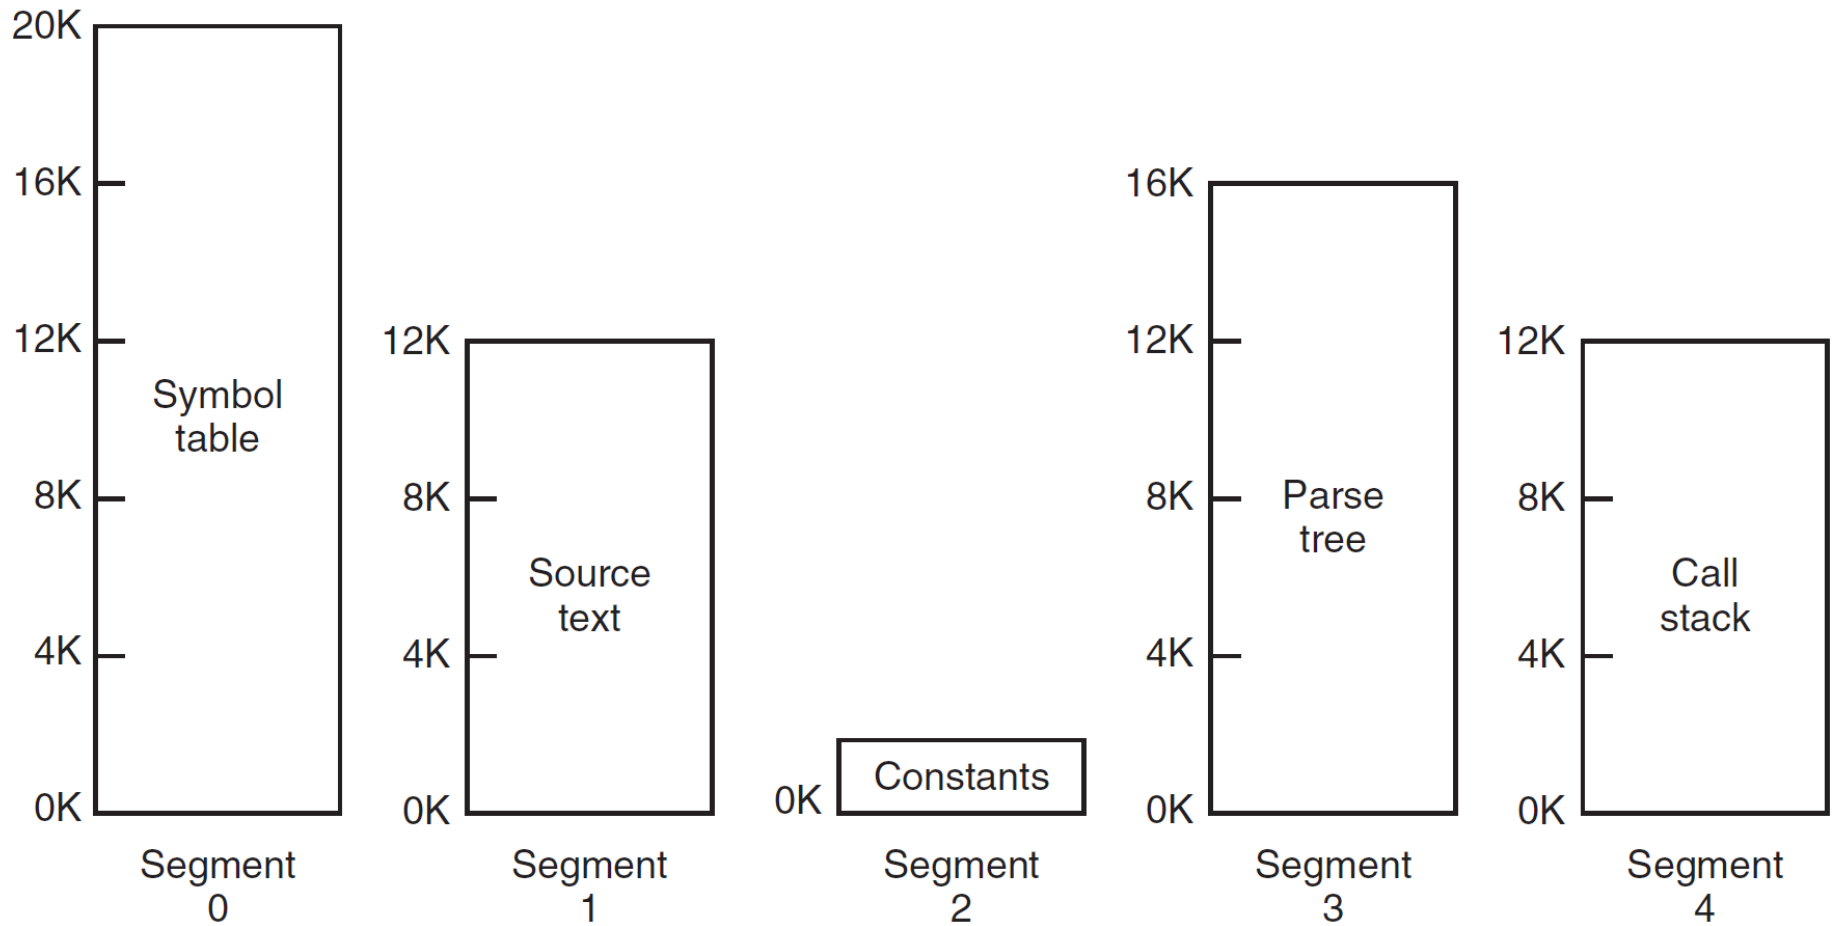 20K
16K
12K
8K
4K
0K
Symbol
table
Segment
0
12K
8K
4K
0K
Source
text
Segment
1
0K
Constants
Segment
2
16K
12K
8K
4K
0K
Parse
tree
Segment
3
12K
8K
4K
0K
Call
stack
Segment
4